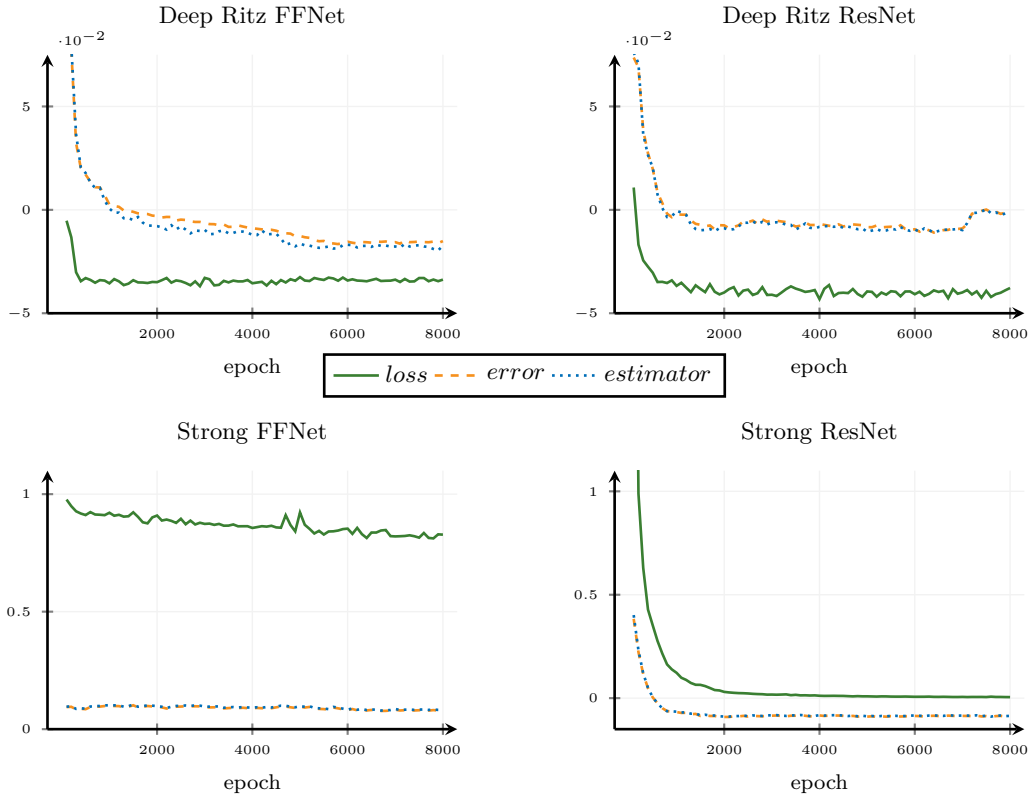 Deep Ritz FFNet
·10⁻²
5
0
−5
2000 4000 6000 8000
epoch
Deep Ritz ResNet
·10⁻²
5
0
−5
2000 4000 6000 8000
epoch
loss error estimator
Strong FFNet
1
0.5
0
2000 4000 6000 8000
epoch
Strong ResNet
1
0.5
0
2000 4000 6000 8000
epoch